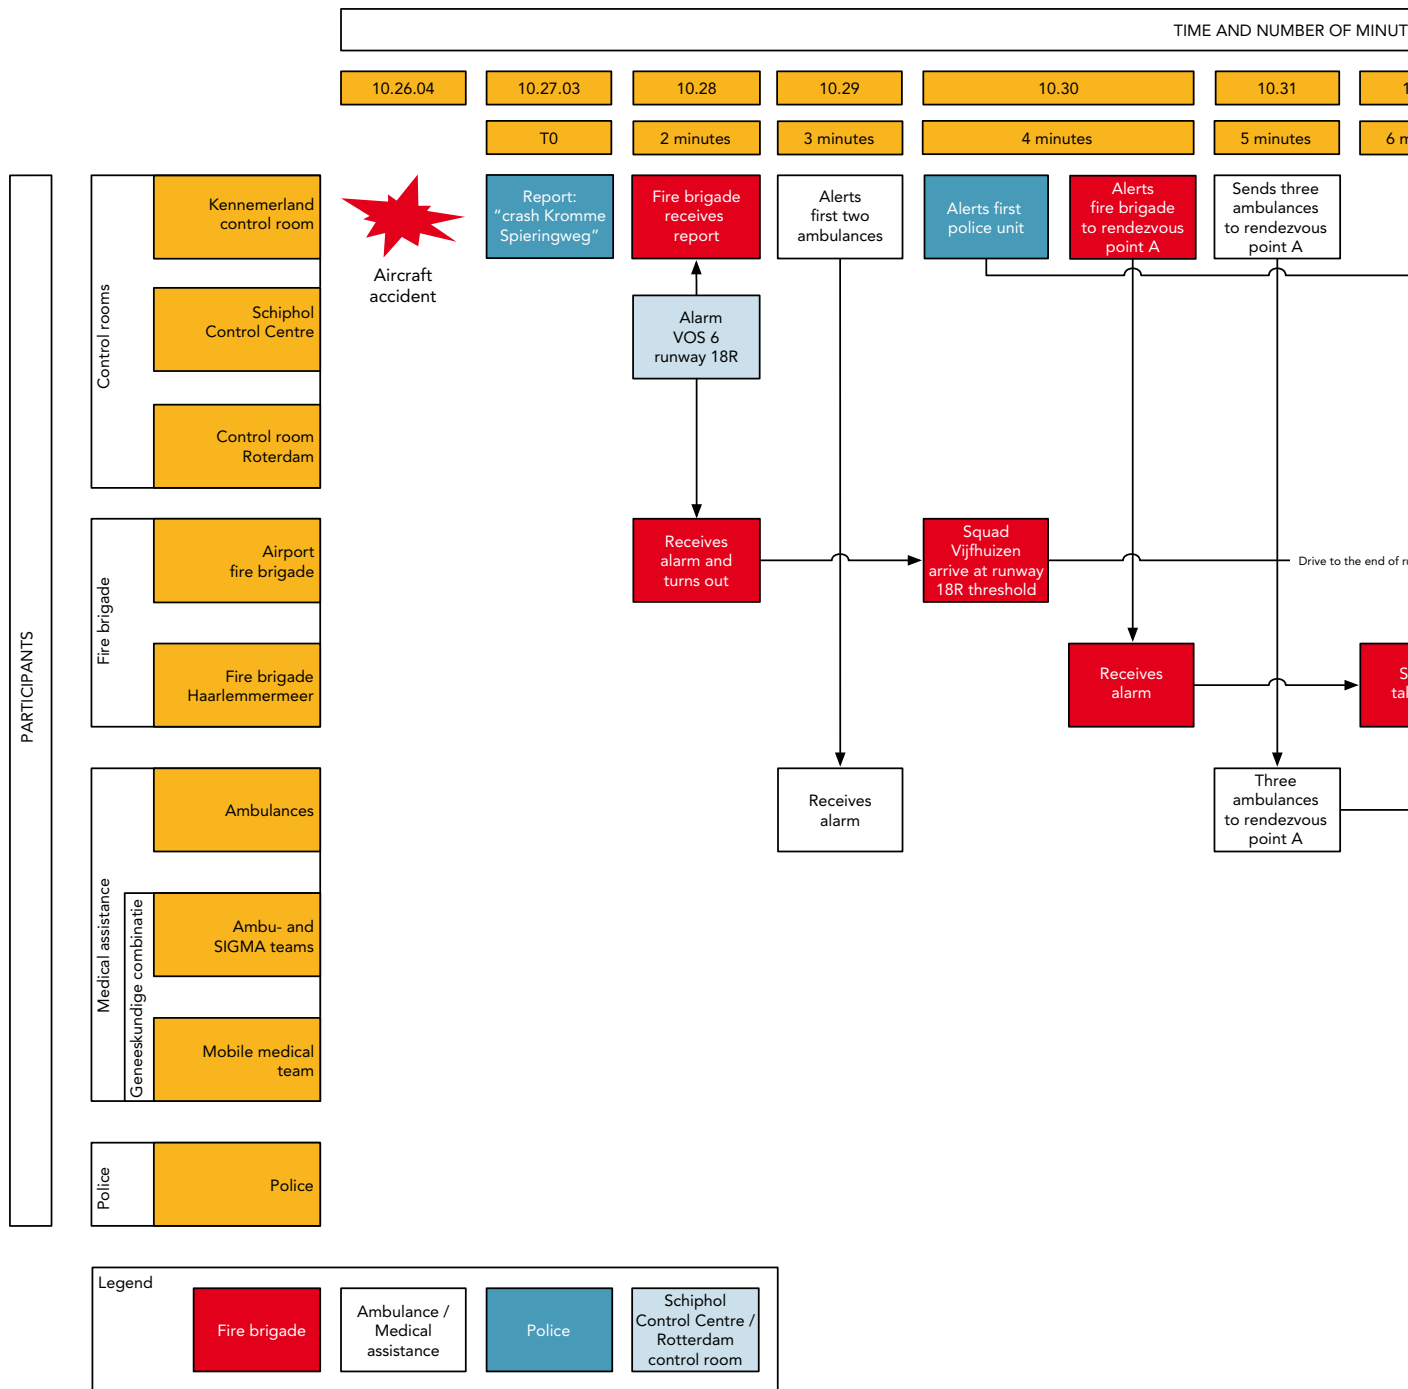 TIME AND NUMBER OF MINUT
10.26.04
10.27.03
10.28
10.29
10.30
10.31
T0
2 minutes
3 minutes
4 minutes
5 minutes
PARTICIPANTS
Control rooms
Kennemerland
control room
Schiphol
Control Centre
Control room
Roterdam
Fire brigade
Airport
fire brigade
Fire brigade
Haarlemmermeer
Medical assistance
Ambulances
Geneeskundige combinatie
Ambu- and
SIGMA teams
Mobile medical
team
Police
Police
Aircraft
accident
Report:
“crash Kromme
Spieringweg”
Fire brigade
receives
report
Alerts
first two
ambulances
Alerts first
police unit
Alerts
fire brigade
to rendezvous
point A
Sends three
ambulances
to rendezvous
point A
Alarm
VOS 6
runway 18R
Receives
alarm and
turns out
Squad
Vijfhuizen
arrive at runway
18R threshold
Drive to the end of ru
Receives
alarm
Receives
alarm
Three
ambulances
to rendezvous
point A
Legend
Fire brigade
Ambulance /
Medical
assistance
Police
Schiphol
Control Centre /
Rotterdam
control room